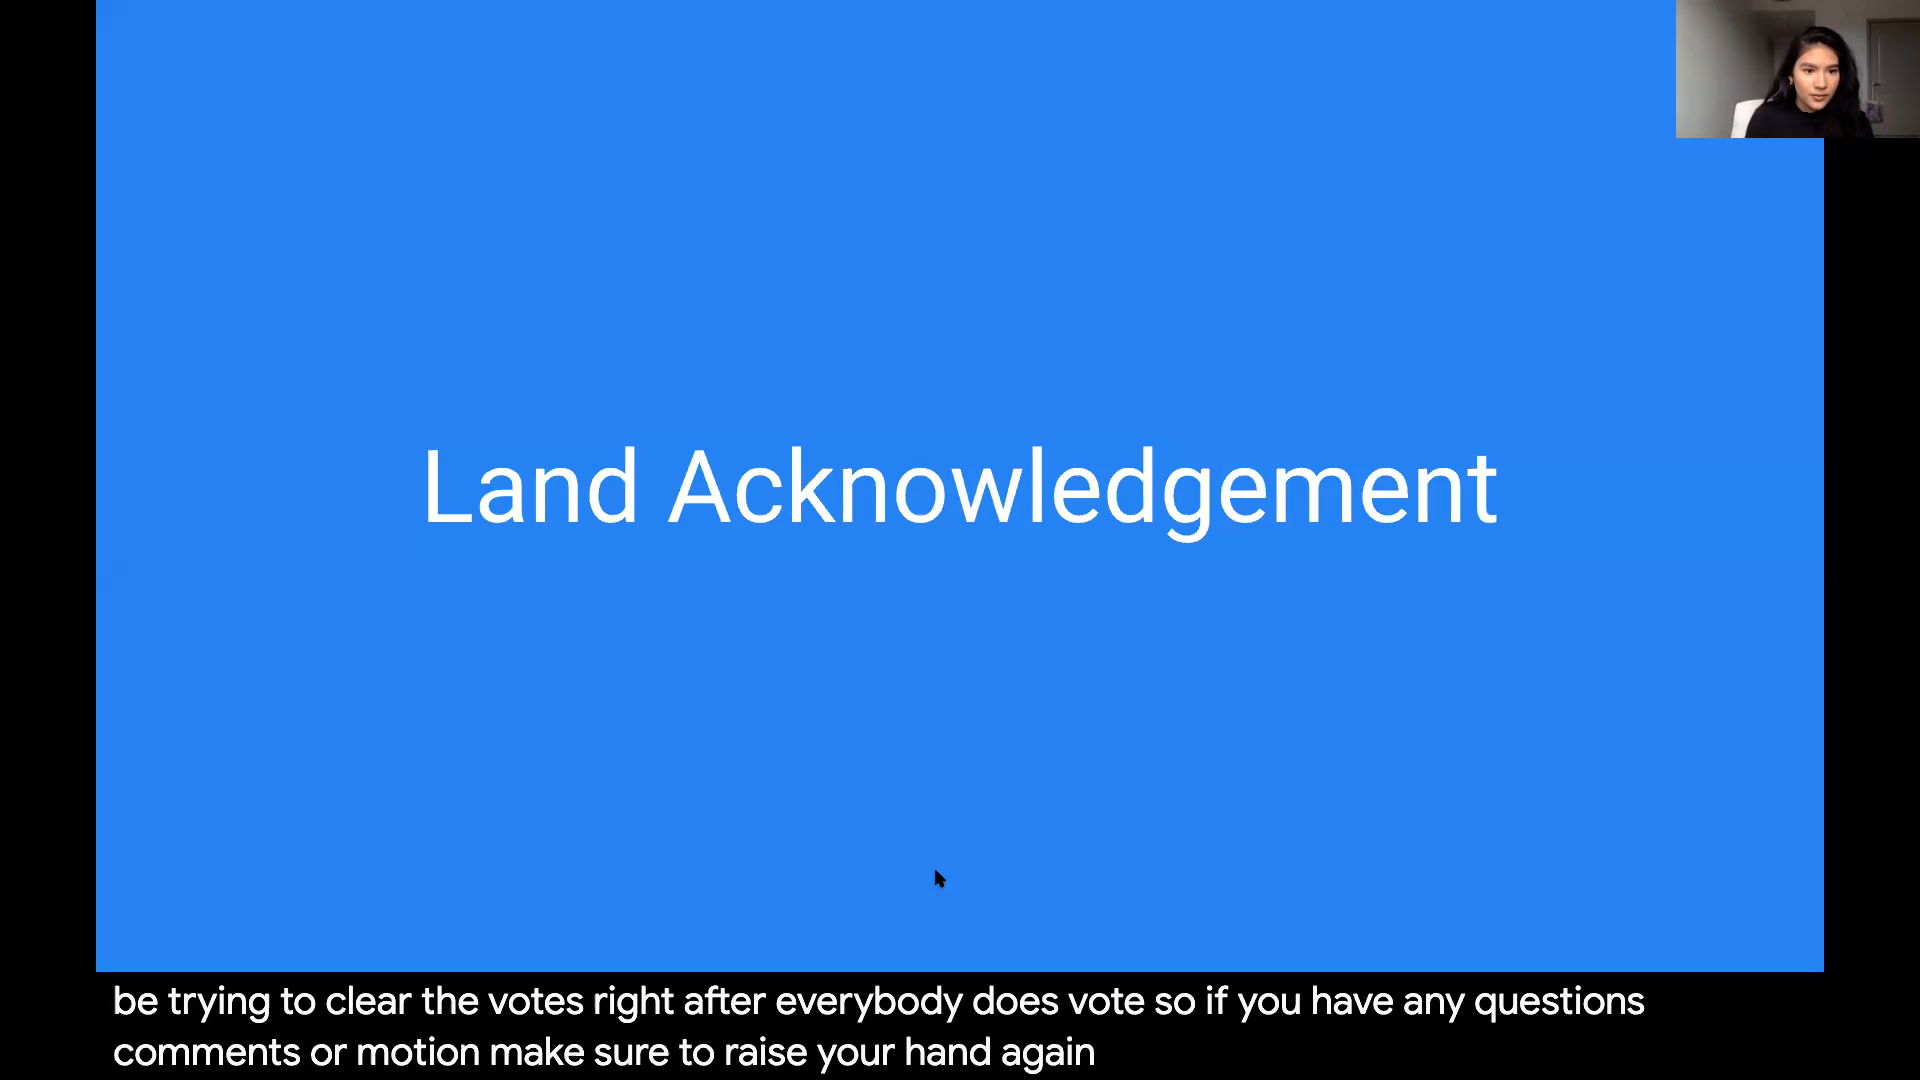 Land Acknowledgement
be trying to clear the votes right after everybody does vote so if you have any questions
comments or motion make sure to raise your hand again